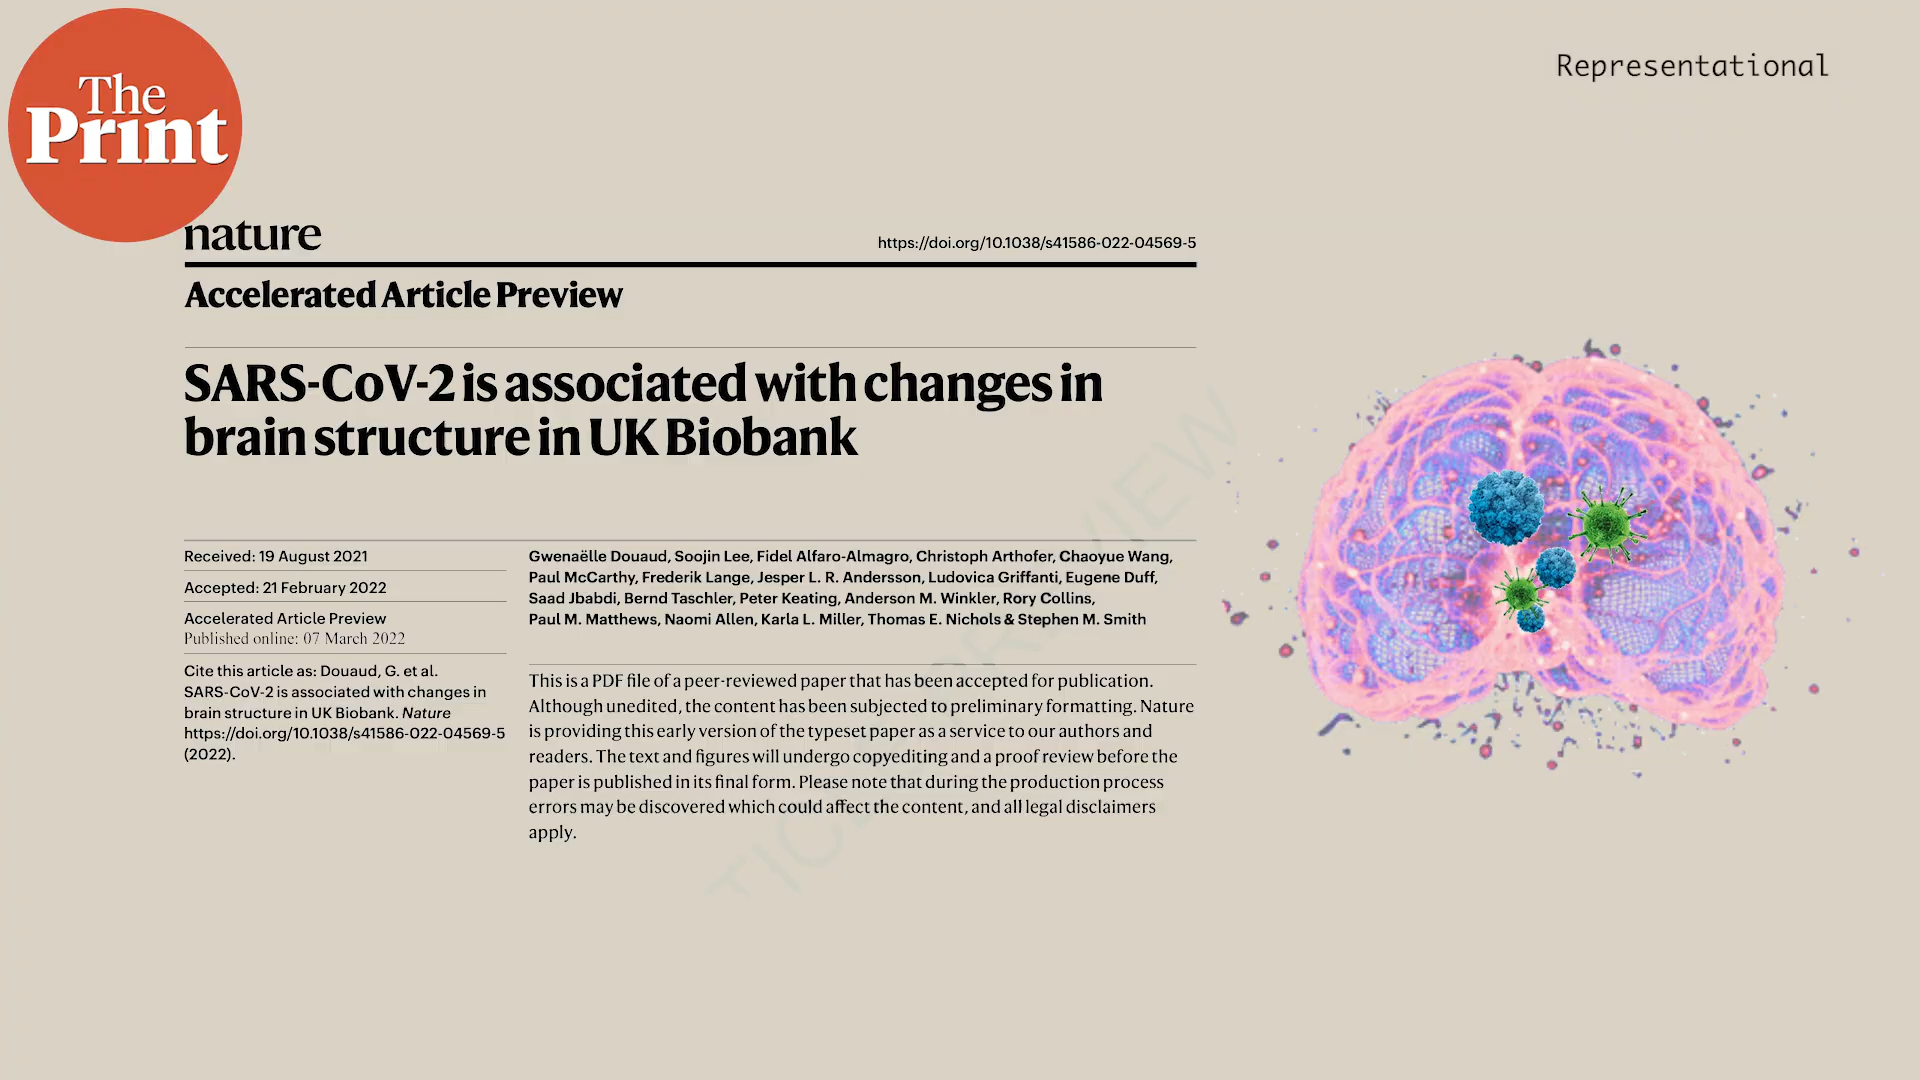 The
Print
Representational
nature
https://doi.org/10.1038/s41586-022-04569-5
Accelerated Article Preview
SARS-CoV-2 is associated with changes in
brain structure in UK Biobank
Received: 19 August 2021
Accepted: 21 February 2022
Accelerated Article Preview
Published online: 07 March 2022
Cite this article as: Douaud, G. et al.
SARS-CoV-2 is associated with changes in
brain structure in UK Biobank. Nature
https://doi.org/10.1038/s41586-022-04569-5
(2022).
Gwenaëlle Douaud, Soojin Lee, Fidel Alfaro-Almagro, Christoph Arthofer, Chaoyue Wang,
Paul McCarthy, Frederik Lange, Jesper L. R. Andersson, Ludovica Griffanti, Eugene Duff,
Saad Jbabdi, Bernd Taschler, Peter Keating, Anderson M. Winkler, Rory Collins,
Paul M. Matthews, Naomi Allen, Karla L. Miller, Thomas E. Nichols & Stephen M. Smith
This is a PDF file of a peer-reviewed paper that has been accepted for publication.
Although unedited, the content has been subjected to preliminary formatting. Nature
is providing this early version of the typeset paper as a service to our authors and
readers. The text and figures will undergo copyediting and a proof review before the
paper is published in its final form. Please note that during the production process
errors may be discovered which could affect the content, and all legal disclaimers
apply.